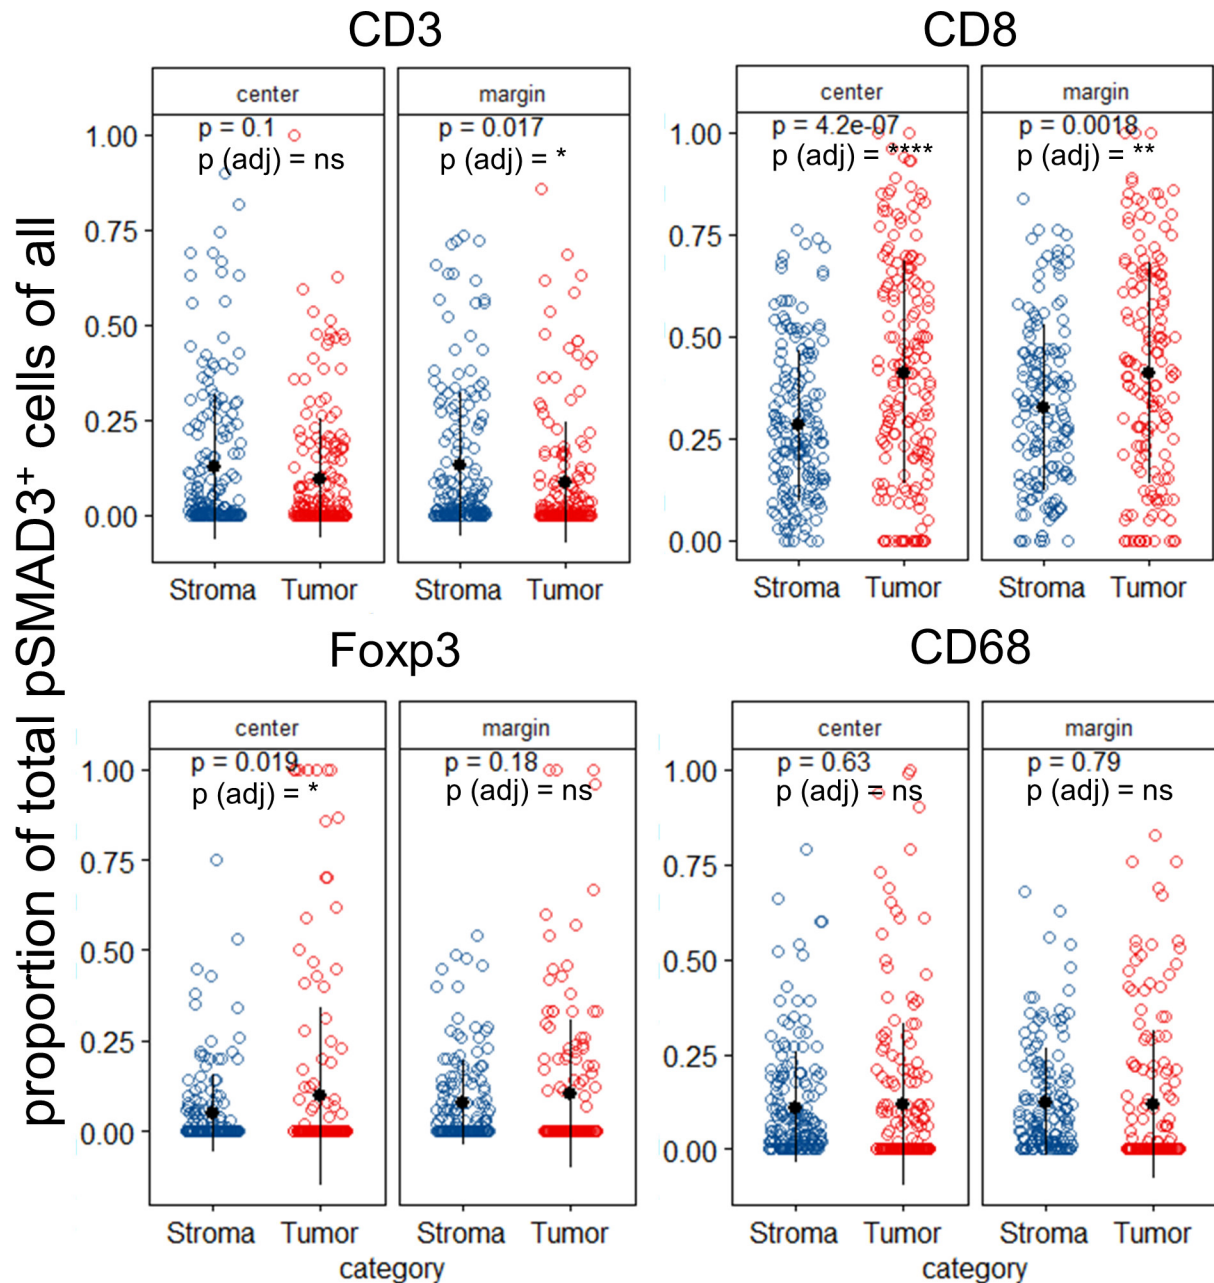 CD3
CD8
proportion of total pSMAD3⁺ cells of all
center
margin
center
margin
p = 0.1
p = 0.017
p = 4.2e-07
p = 0.0018
p (adj) = ns
p (adj) = *
p (adj) = ****
p (adj) = **
1.00
0.75
0.50
0.25
0.00
1.00
0.75
0.50
0.25
0.00
Stroma Tumor
Stroma Tumor
Stroma Tumor
Stroma Tumor
Foxp3
CD68
center
margin
center
margin
p = 0.019
p = 0.18
p = 0.63
p = 0.79
p (adj) = *
p (adj) = ns
p (adj) = ns
p (adj) = ns
1.00
0.75
0.50
0.25
0.00
1.00
0.75
0.50
0.25
0.00
Stroma Tumor
Stroma Tumor
Stroma Tumor
Stroma Tumor
category
category